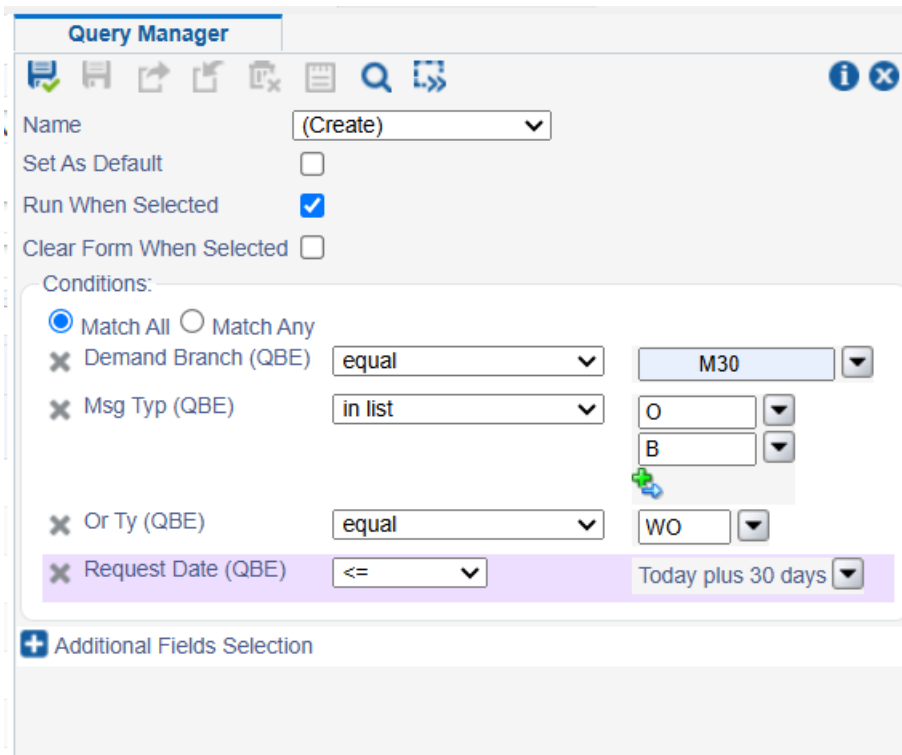 Query Manager
Name (Create)
Set As Default
Run When Selected
Clear Form When Selected
Conditions:
Match All Match Any
Demand Branch (QBE) equal M30
Msg Typ (QBE) in list O
B
Or Ty (QBE) equal WO
Request Date (QBE) <= Today plus 30 days
Additional Fields Selection